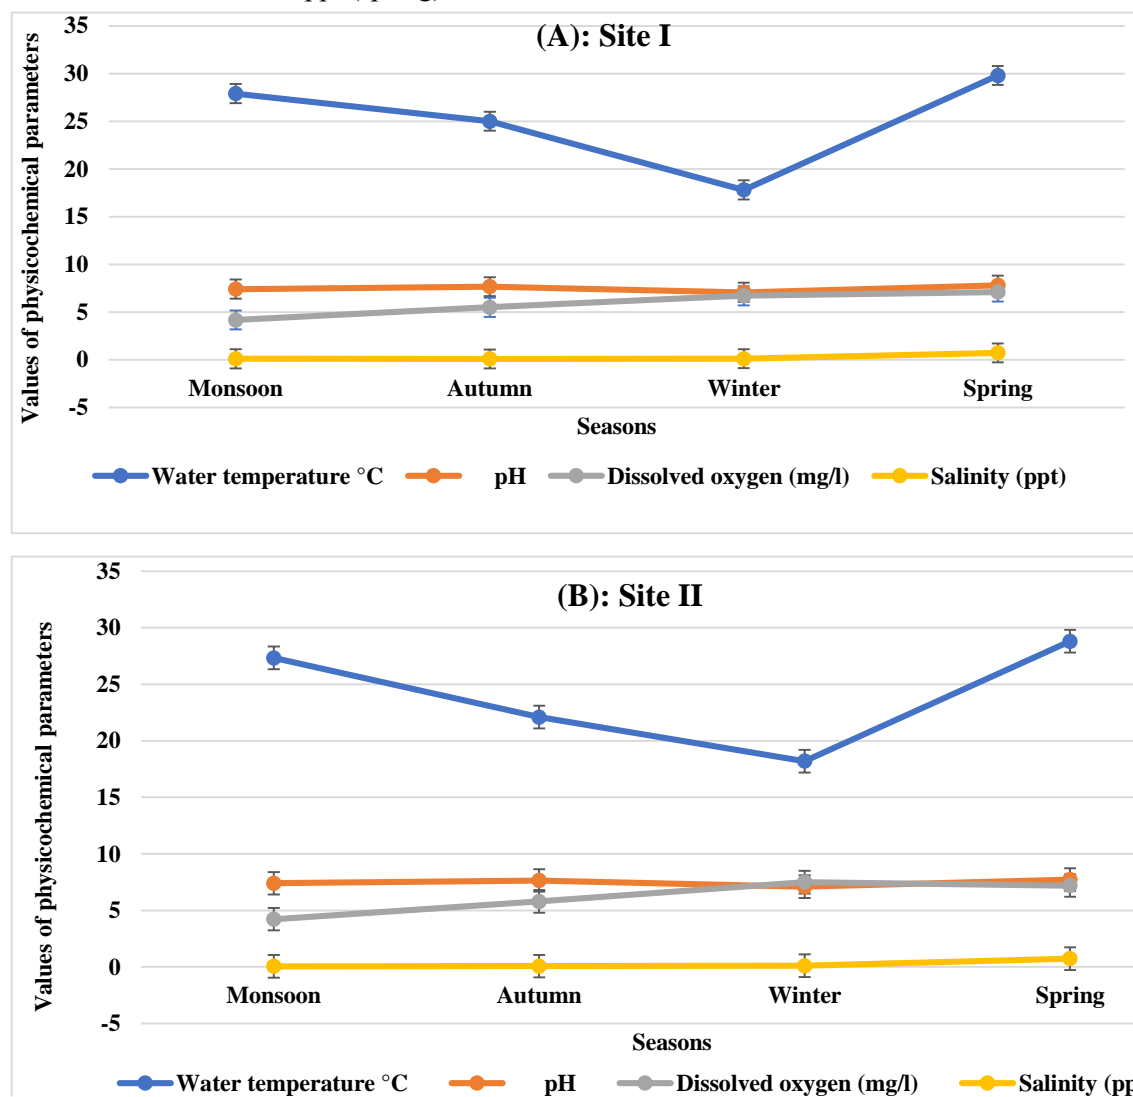 (A): Site I
Values of physicochemical parameters
35
30
25
20
15
10
5
0
-5
Monsoon Autumn Winter Spring
Seasons
Water temperature °C pH Dissolved oxygen (mg/l) Salinity (ppt)
(B): Site II
Values of physicochemical parameters
35
30
25
20
15
10
5
0
-5
Monsoon Autumn Winter Spring
Seasons
Water temperature °C pH Dissolved oxygen (mg/l) Salinity (pp